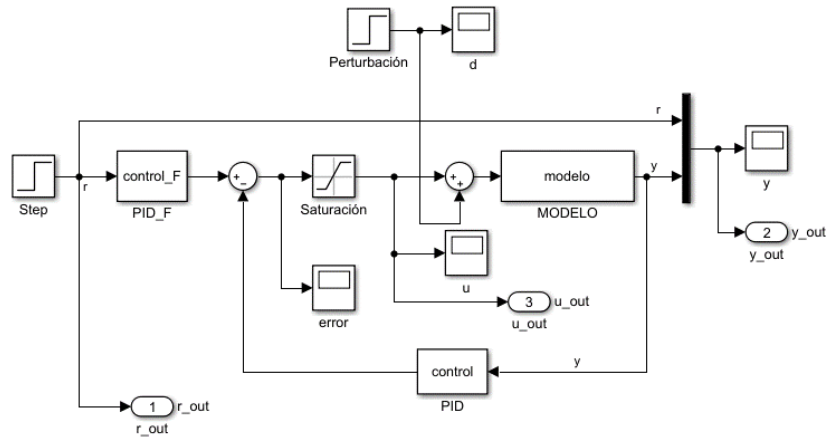 Perturbación
d
r
Step
r
control_F
PID_F
+
−
Saturación
+
+
modelo
MODELO
y
y
2
y_out
y_out
u
3
u_out
u_out
error
control
PID
y
1
r_out
r_out